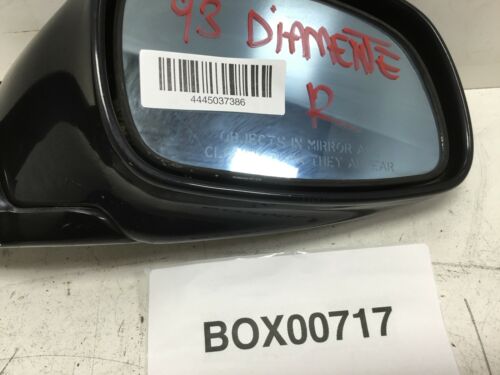 93 DIAMENTE
R
4445037386
OBJECTS IN MIRROR A
CL THEY A EAR
BOX00717